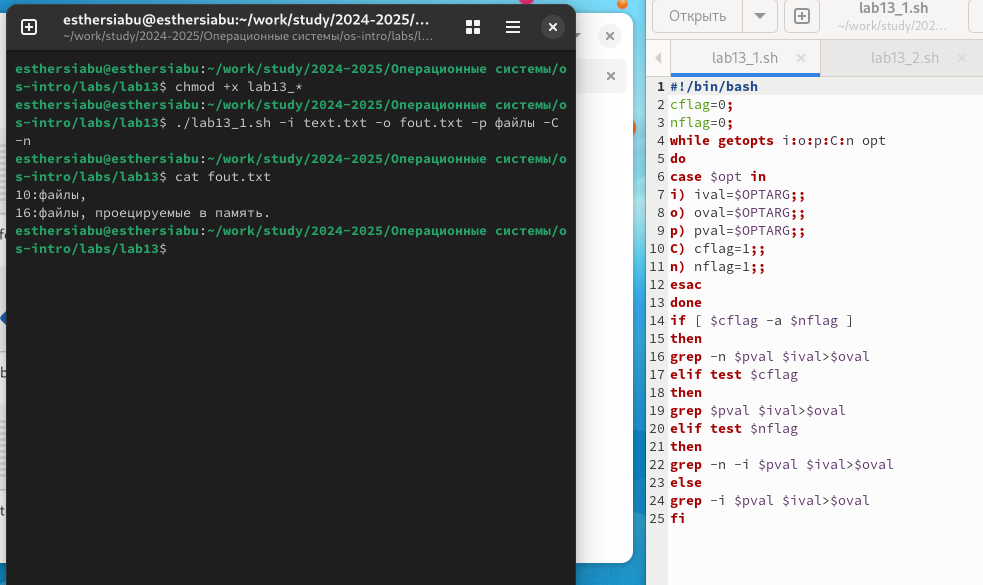 esthersiabu@esthersiabu:~/work/study/2024-2025/...
~/work/study/2024-2025/Операционные системы/os-intro/labs/l...
esthersiabu@esthersiabu:~/work/study/2024-2025/Операционные системы/o
s-intro/labs/lab13$ chmod +x lab13_*
esthersiabu@esthersiabu:~/work/study/2024-2025/Операционные системы/o
s-intro/labs/lab13$ ./lab13_1.sh -i text.txt -o fout.txt -p файлы -C
-n
esthersiabu@esthersiabu:~/work/study/2024-2025/Операционные системы/o
s-intro/labs/lab13$ cat fout.txt
10:файлы,
16:файлы, проецируемые в память.
esthersiabu@esthersiabu:~/work/study/2024-2025/Операционные системы/o
s-intro/labs/lab13$
Открыть
lab13_1.sh
~/work/study/202...
lab13_1.sh
lab13_2.sh
1 #!/bin/bash
2 cflag=0;
3 nflag=0;
4 while getopts i:o:p:C:n opt
5 do
6 case $opt in
7 i) ival=$OPTARG;;
8 o) oval=$OPTARG;;
9 p) pval=$OPTARG;;
10 C) cflag=1;;
11 n) nflag=1;;
12 esac
13 done
14 if [ $cflag -a $nflag ]
15 then
16 grep -n $pval $ival>$oval
17 elif test $cflag
18 then
19 grep $pval $ival>$oval
20 elif test $nflag
21 then
22 grep -n -i $pval $ival>$oval
23 else
24 grep -i $pval $ival>$oval
25 fi